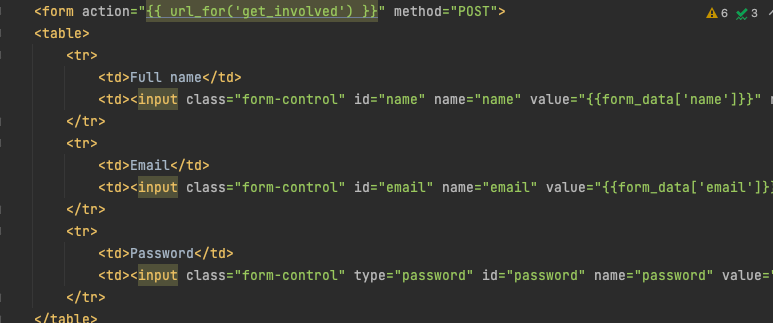 <form action="{{ url_for('get_involved') }}" method="POST">
6 3
<table>
<tr>
<td>Full name</td>
<td><input class="form-control" id="name" name="name" value="{{form_data['name']}}"
</tr>
<tr>
<td>Email</td>
<td><input class="form-control" id="email" name="email" value="{{form_data['email']}
</tr>
<tr>
<td>Password</td>
<td><input class="form-control" type="password" id="password" name="password" value="
</tr>
</table>